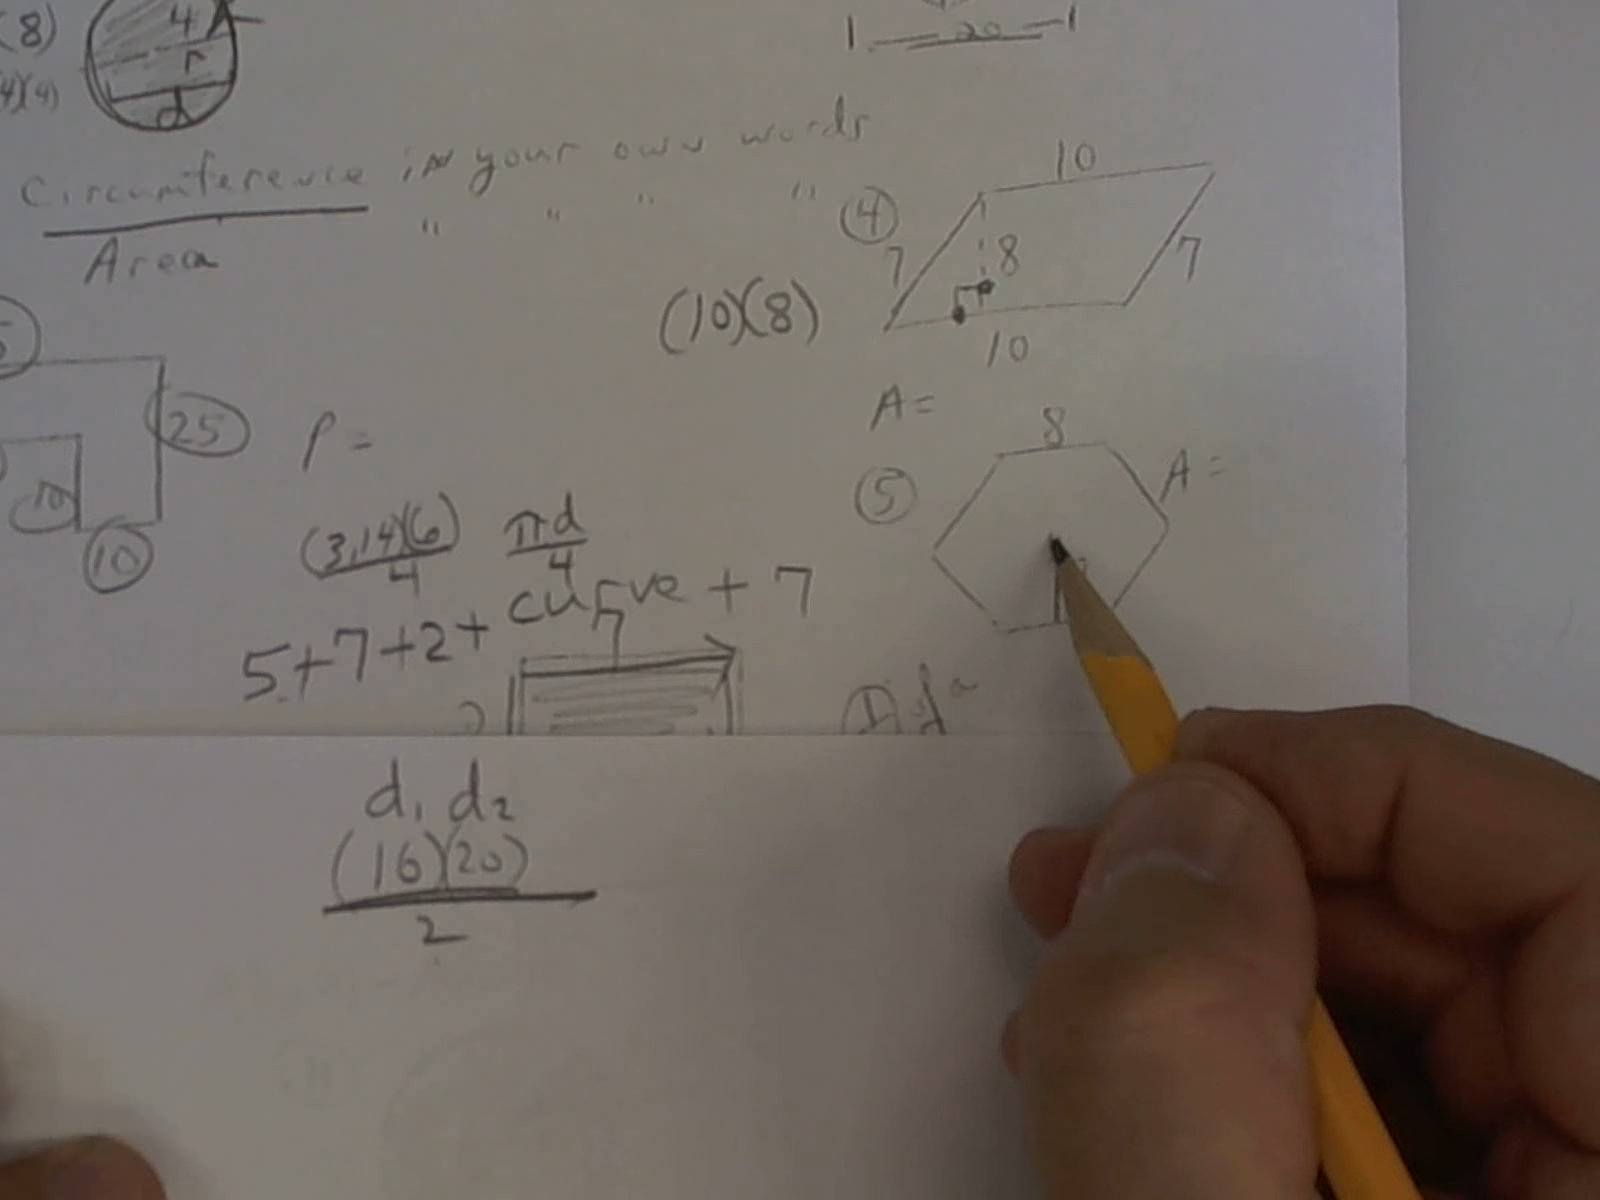 (8)
4
r
4)(4)
d
20
Circumference in your own words
" " " "
Area
10
4
7
8
7
(10)(8)
10
A =
25
P =
10
10
8
5
A =
(3.14)(6) πd
4 4
5+7+2+ curve + 7
7
d1 d2
(16)(20)
2